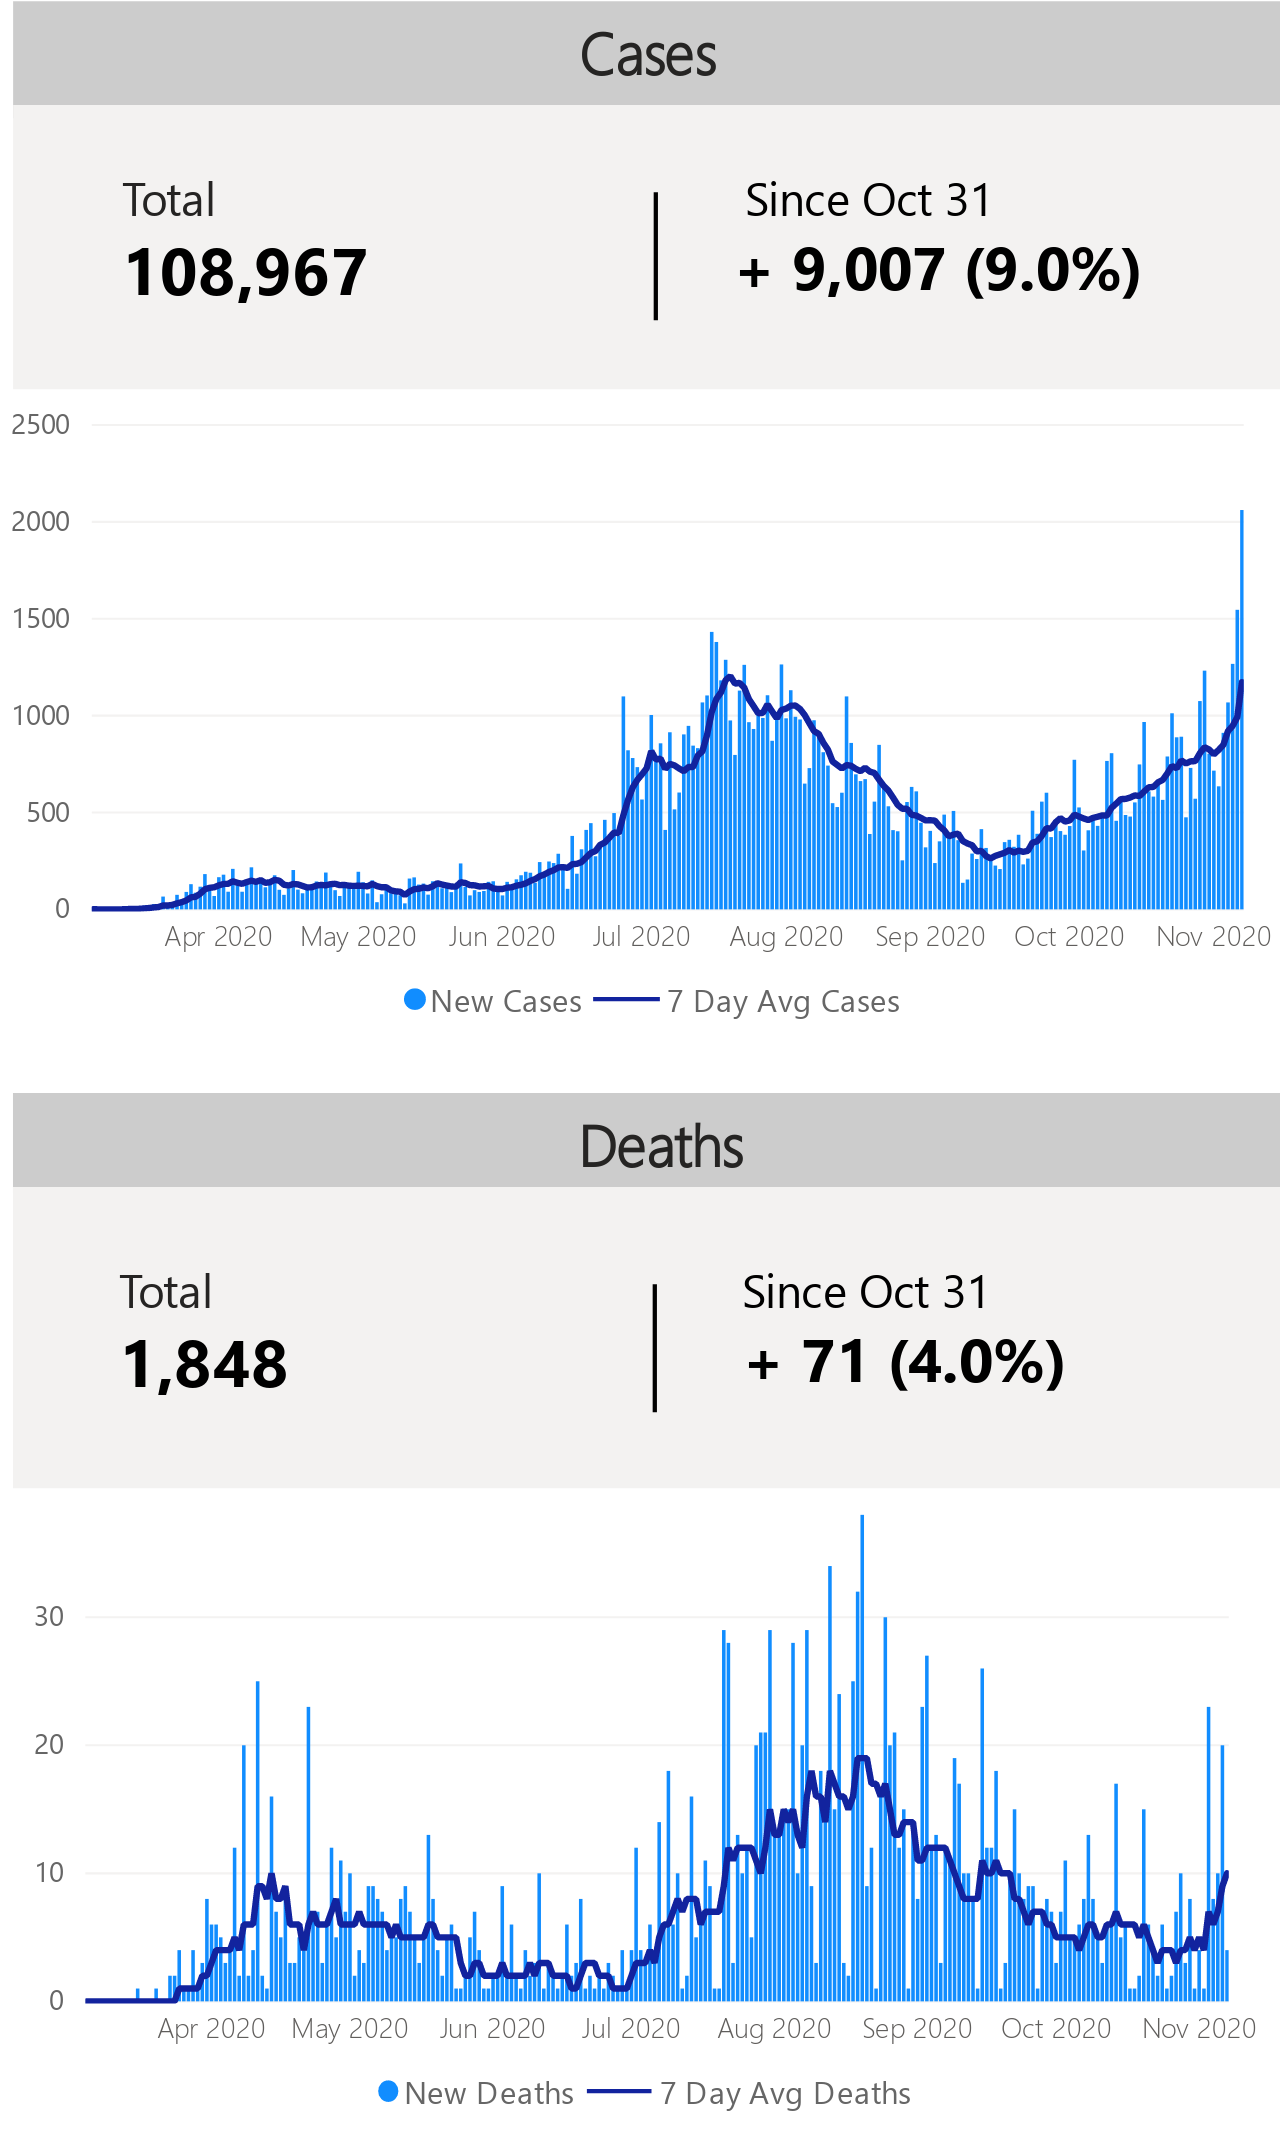 Cases
Total
Since Oct 31
108,967
+ 9,007 (9.0%)
2500
2000
1500
1000
500
0
Apr 2020 May 2020 Jun 2020 Jul 2020 Aug 2020 Sep 2020 Oct 2020 Nov 2020
New Cases 7 Day Avg Cases
Deaths
Total
Since Oct 31
1,848
+ 71 (4.0%)
30
20
10
0
Apr 2020 May 2020 Jun 2020 Jul 2020 Aug 2020 Sep 2020 Oct 2020 Nov 2020
New Deaths 7 Day Avg Deaths